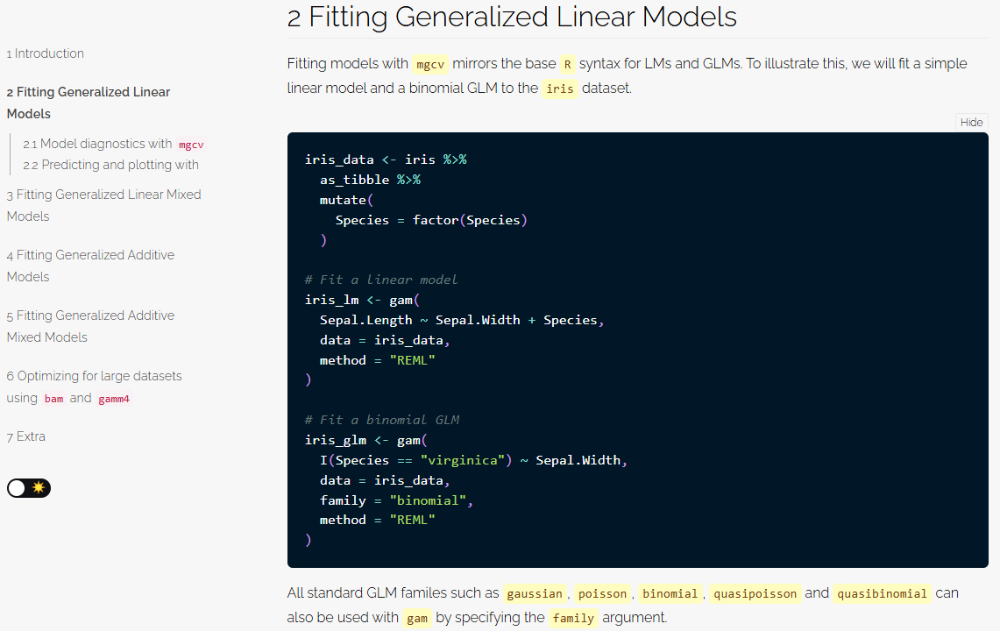 1 Introduction
2 Fitting Generalized Linear
Models
2.1 Model diagnostics with mgcv
2.2 Predicting and plotting with
3 Fitting Generalized Linear Mixed
Models
4 Fitting Generalized Additive
Models
5 Fitting Generalized Additive
Mixed Models
6 Optimizing for large datasets
using bam and gamm4
7 Extra
2 Fitting Generalized Linear Models
Fitting models with mgcv mirrors the base R syntax for LMs and GLMs. To illustrate this, we will fit a simple
linear model and a binomial GLM to the iris dataset.
Hide
iris_data <- iris %>%
  as_tibble %>%
  mutate(
    Species = factor(Species)
  )

# Fit a linear model
iris_lm <- gam(
  Sepal.Length ~ Sepal.Width + Species,
  data = iris_data,
  method = "REML"
)

# Fit a binomial GLM
iris_glm <- gam(
  I(Species == "virginica") ~ Sepal.Width,
  data = iris_data,
  family = "binomial",
  method = "REML"
)
All standard GLM familes such as gaussian, poisson, binomial, quasipoisson and quasibinomial can
also be used with gam by specifying the family argument.